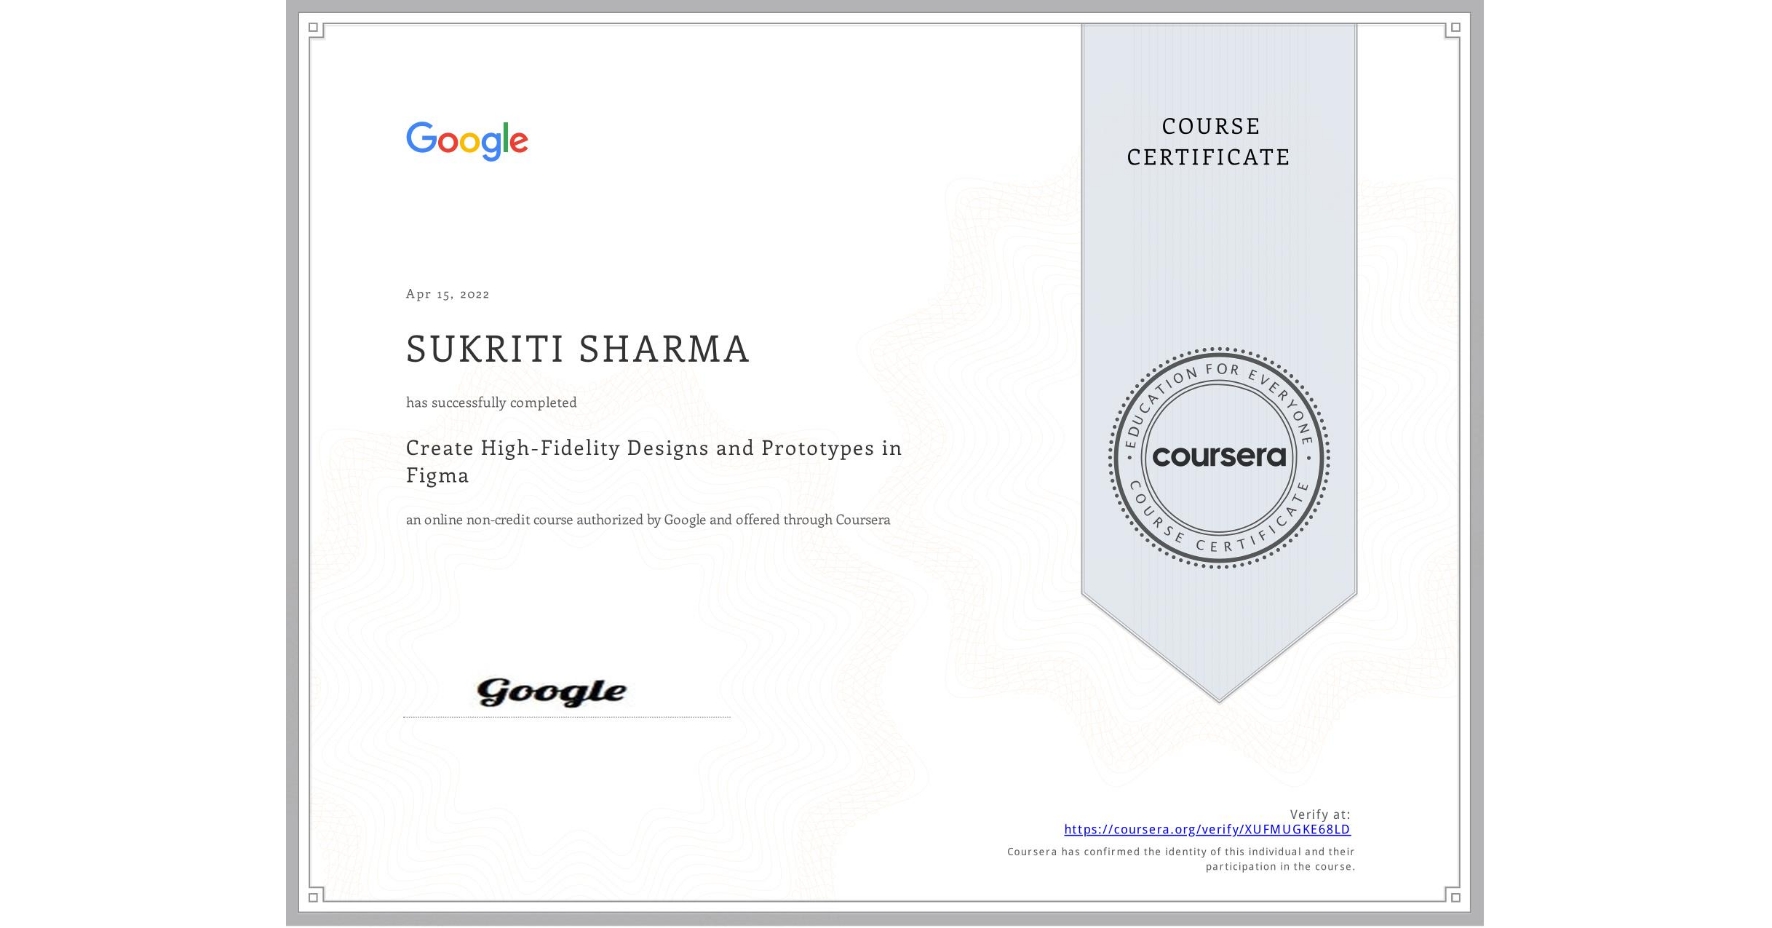 Google
COURSE
CERTIFICATE
Apr 15, 2022
SUKRITI SHARMA
has successfully completed
Create High-Fidelity Designs and Prototypes in
Figma
an online non-credit course authorized by Google and offered through Coursera
EDUCATION FOR EVERYONE
coursera
COURSE CERTIFICATE
Google
Verify at:
https://coursera.org/verify/XUFMUGKE68LD
Coursera has confirmed the identity of this individual and their
participation in the course.